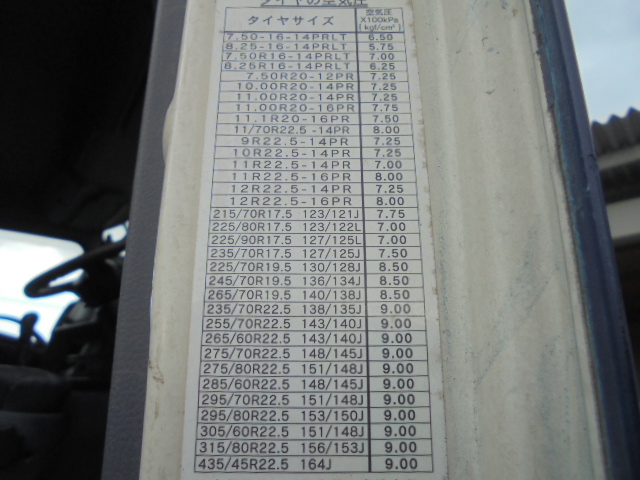 タイヤの空気圧
タイヤサイズ 空気圧 X100kPa (kgf/cm²)
7.50-16-14PRLT 6.50
8.25-16-14PRLT 5.75
7.50R16-14PRLT 7.00
8.25R16-14PRLT 6.25
7.50R20-12PR 7.25
10.00R20-14PR 7.25
11.00R20-14PR 7.25
11.00R20-16PR 7.75
11.1R20-16PR 7.50
11/70R22.5-14PR 8.00
9R22.5-14PR 7.25
10R22.5-14PR 7.25
11R22.5-14PR 7.00
11R22.5-16PR 8.00
12R22.5-14PR 7.25
12R22.5-16PR 8.00
215/70R17.5 123/121J 7.75
225/80R17.5 123/122L 7.00
225/90R17.5 127/125L 7.00
235/70R17.5 127/125J 7.50
225/70R19.5 130/128J 8.50
245/70R19.5 136/134J 8.50
265/70R19.5 140/138J 8.50
235/70R22.5 138/135J 9.00
255/70R22.5 143/140J 9.00
265/60R22.5 143/140J 9.00
275/70R22.5 148/145J 9.00
275/80R22.5 151/148J 9.00
285/60R22.5 148/145J 9.00
295/70R22.5 151/148J 9.00
295/80R22.5 153/150J 9.00
305/60R22.5 151/148J 9.00
315/80R22.5 156/153J 9.00
435/45R22.5 164J 9.00